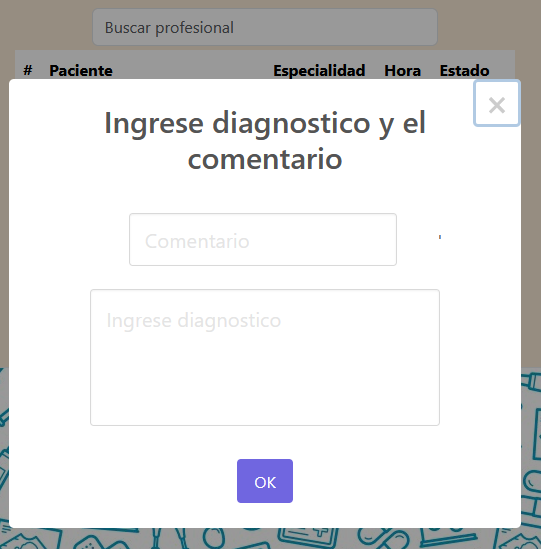 Buscar profesional
# Paciente Especialidad Hora Estado
×
Ingrese diagnostico y el
comentario
Comentario
Ingrese diagnostico
OK